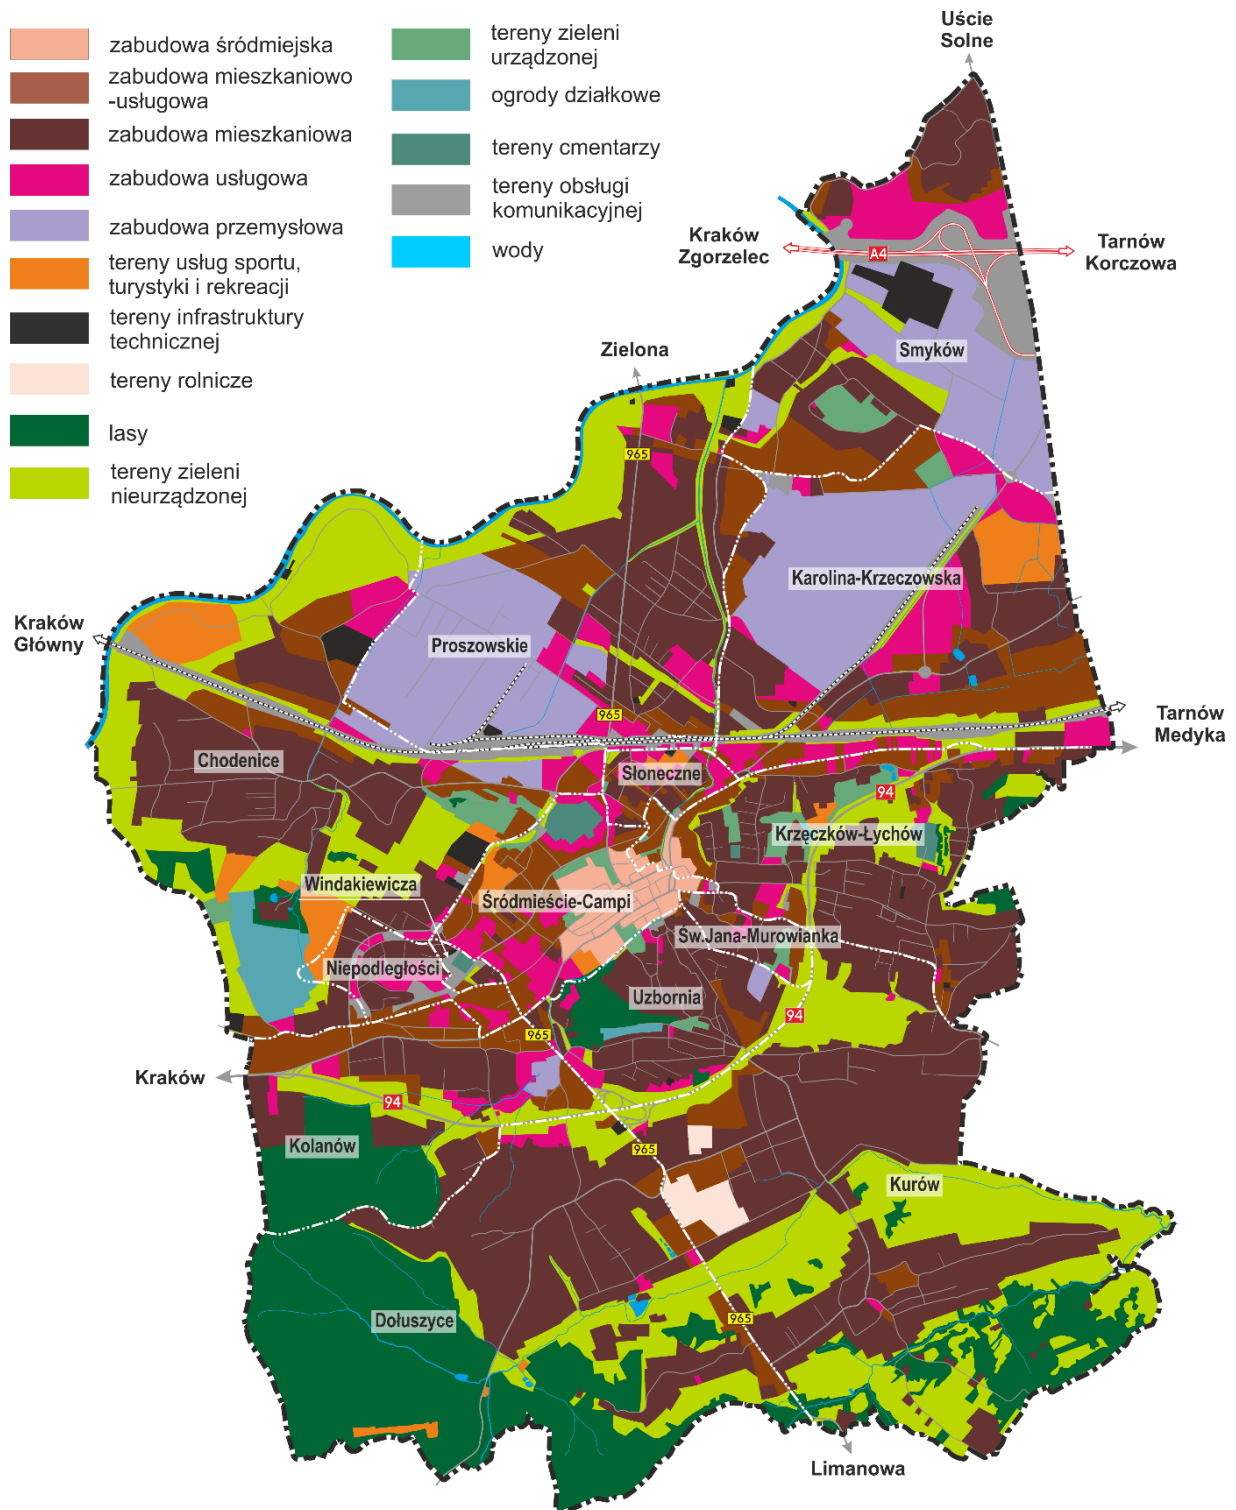 zabudowa śródmiejska
zabudowa mieszkaniowo
-usługowa
zabudowa mieszkaniowa
zabudowa usługowa
zabudowa przemysłowa
tereny usług sportu,
turystyki i rekreacji
tereny infrastruktury
technicznej
tereny rolnicze
lasy
tereny zieleni
nieurządzonej
tereny zieleni
urządzonej
ogrody działkowe
tereny cmentarzy
tereny obsługi
komunikacyjnej
wody
Uście
Solne
Kraków
Zgorzelec
A4
Tarnów
Korczowa
Smyków
Zielona
965
Karolina-Krzeczowska
Kraków
Główny
Proszowskie
965
Tarnów
Medyka
Chodenice
Słoneczne
94
Krzęczków-Łychów
Windakiewicza
Śródmieście-Campi
Św.Jana-Murowianka
Niepodległości
Uzbornia
94
965
Kraków
94
Kolanów
965
Kurów
Dołuszyce
965
Limanowa